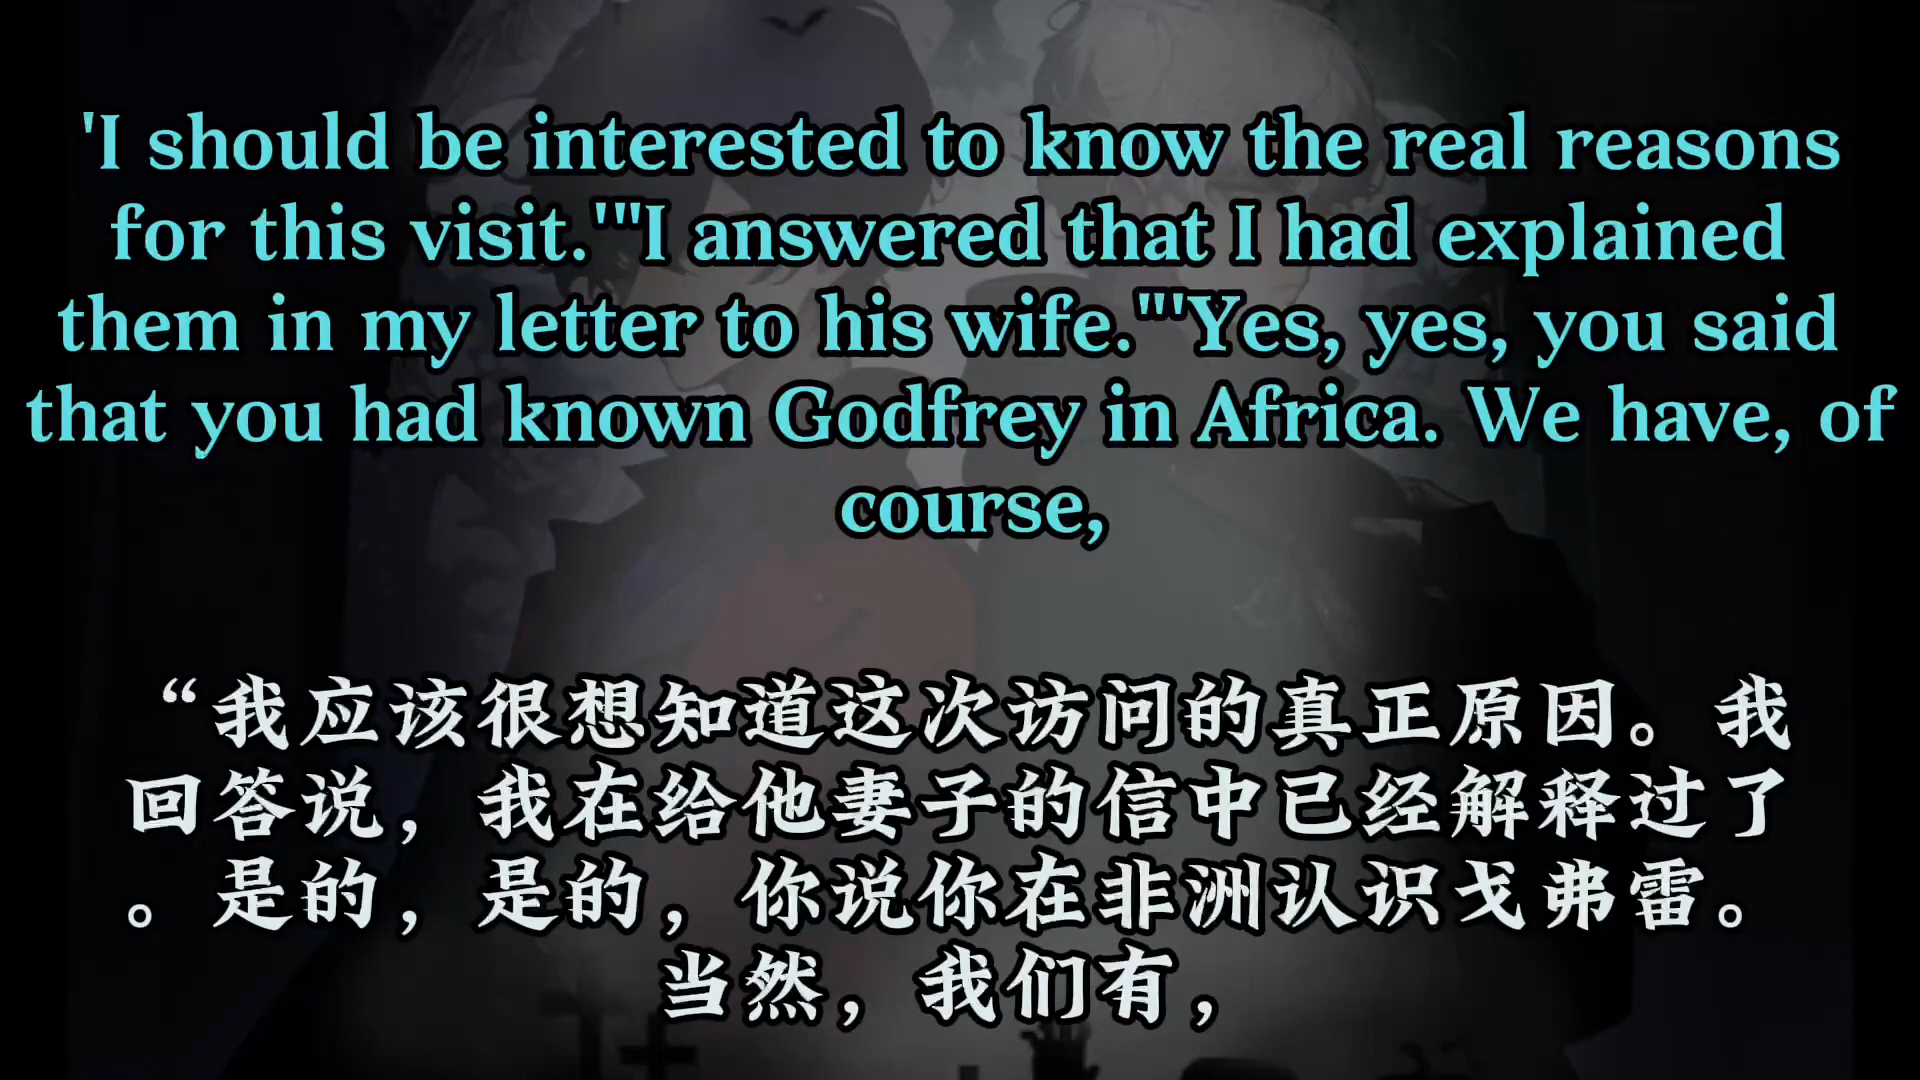 'I should be interested to know the real reasons
for this visit.'"I answered that I had explained
them in my letter to his wife."'Yes, yes, you said
that you had known Godfrey in Africa. We have, of
course,
“我应该很想知道这次访问的真正原因。我
回答说，我在给他妻子的信中已经解释过了
。是的，是的，你说你在非洲认识戈弗雷。
当然，我们有，